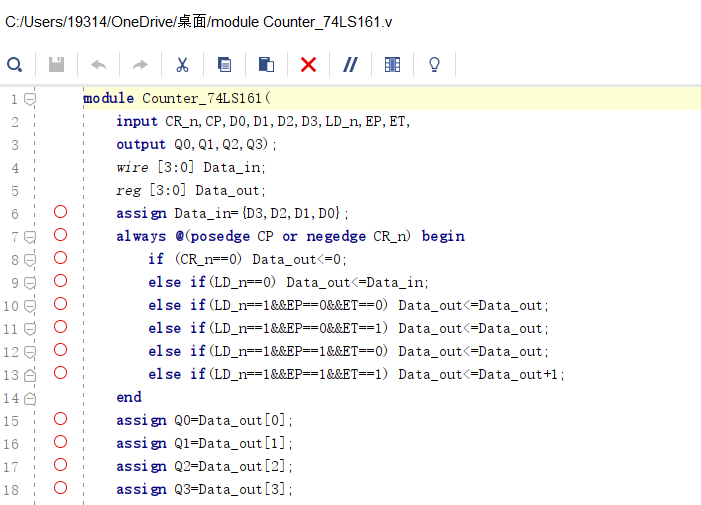 C:/Users/19314/OneDrive/桌面/module Counter_74LS161.v
1 module Counter_74LS161(
2 input CR_n,CP,D0,D1,D2,D3,LD_n,EP,ET,
3 output Q0,Q1,Q2,Q3);
4 wire [3:0] Data_in;
5 reg [3:0] Data_out;
6 assign Data_in={D3,D2,D1,D0};
7 always @(posedge CP or negedge CR_n) begin
8 if (CR_n==0) Data_out<=0;
9 else if(LD_n==0) Data_out<=Data_in;
10 else if(LD_n==1&&EP==0&&ET==0) Data_out<=Data_out;
11 else if(LD_n==1&&EP==0&&ET==1) Data_out<=Data_out;
12 else if(LD_n==1&&EP==1&&ET==0) Data_out<=Data_out;
13 else if(LD_n==1&&EP==1&&ET==1) Data_out<=Data_out+1;
14 end
15 assign Q0=Data_out[0];
16 assign Q1=Data_out[1];
17 assign Q2=Data_out[2];
18 assign Q3=Data_out[3];